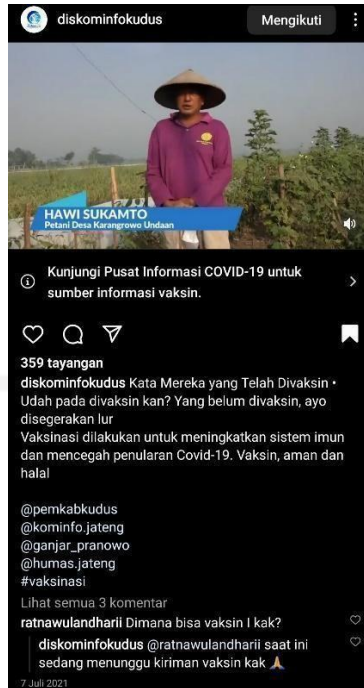 diskominfokudus
Mengikuti
HAWI SUKAMTO
Petani Desa Karangrowo Undaan
Kunjungi Pusat Informasi COVID-19 untuk
sumber informasi vaksin.
359 tayangan
diskominfokudus Kata Mereka yang Telah Divaksin •
Udah pada divaksin kan? Yang belum divaksin, ayo
disegerakan lur
Vaksinasi dilakukan untuk meningkatkan sistem imun
dan mencegah penularan Covid-19. Vaksin, aman dan
halal
@pemkabkudus
@kominfo.jateng
@ganjar_pranowo
@humas.jateng
#vaksinasi
Lihat semua 3 komentar
ratnawulandharii Dimana bisa vaksin I kak?
diskominfokudus @ratnawulandharii saat ini
sedang menunggu kiriman vaksin kak 🙏
7 Juli 2021